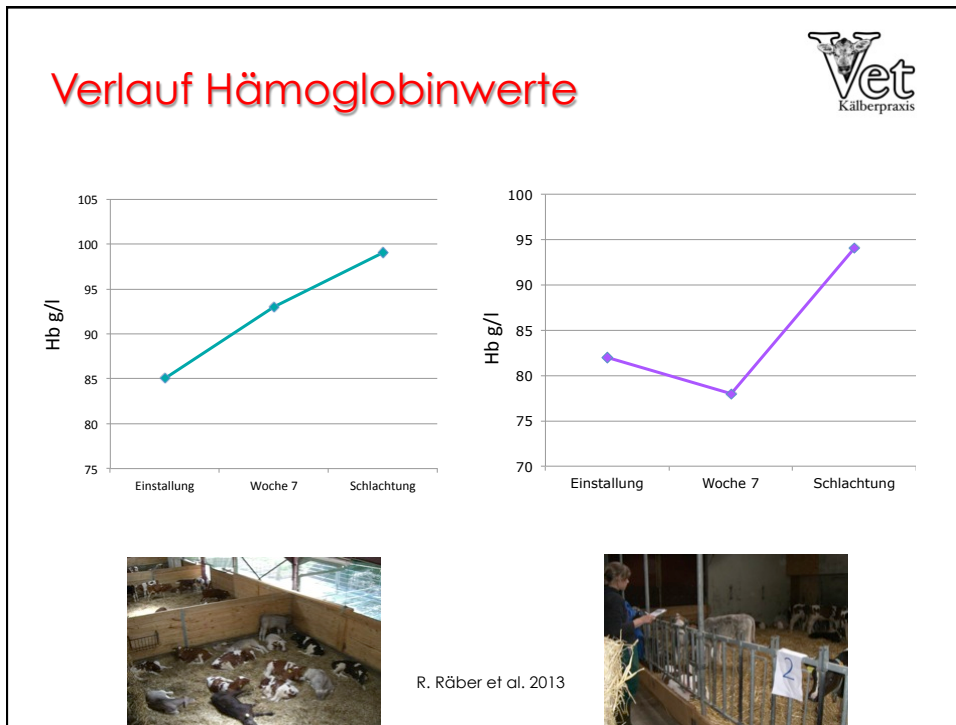 Verlauf Hämoglobinwerte
Vet
Kälberpraxis
105
100
95
90
85
80
75
Hb g/l
Einstallung Woche 7 Schlachtung
100
95
90
85
80
75
70
Hb g/l
Einstallung Woche 7 Schlachtung
R. Räber et al. 2013
2